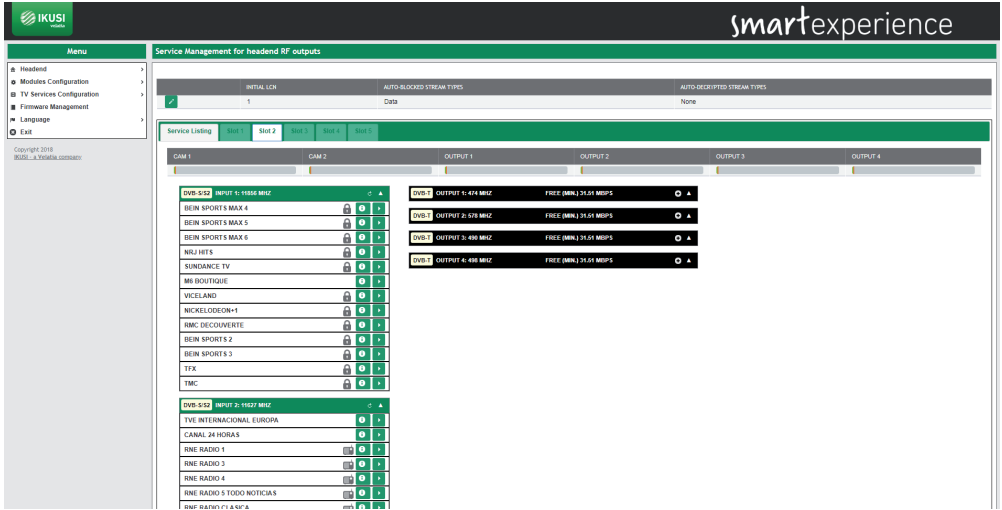 IKUSI
velatia
smartexperience
Menu
Headend
Modules Configuration
TV Services Configuration
Firmware Management
Language
Exit
Copyright 2018
IKUSI - a Velatia company
Service Management for headend RF outputs
INITIAL LCN AUTO-BLOCKED STREAM TYPES AUTO-DECRYPTED STREAM TYPES
1 Data None
Service Listing Slot 1 Slot 2 Slot 3 Slot 4 Slot 5
CAM 1 CAM 2 OUTPUT 1 OUTPUT 2 OUTPUT 3 OUTPUT 4
DVB-S/S2 INPUT 1: 11856 MHZ
BEIN SPORTS MAX 4
BEIN SPORTS MAX 5
BEIN SPORTS MAX 6
NRJ HITS
SUNDANCE TV
M6 BOUTIQUE
VICELAND
NICKELODEON+1
RMC DECOUVERTE
BEIN SPORTS 2
BEIN SPORTS 3
TFX
TMC
DVB-S/S2 INPUT 2: 11627 MHZ
TVE INTERNACIONAL EUROPA
CANAL 24 HORAS
RNE RADIO 1
RNE RADIO 3
RNE RADIO 4
RNE RADIO 5 TODO NOTICIAS
RNE RADIO CLASICA
DVB-T OUTPUT 1: 474 MHZ FREE (MIN.) 31.51 MBPS
DVB-T OUTPUT 2: 578 MHZ FREE (MIN.) 31.51 MBPS
DVB-T OUTPUT 3: 490 MHZ FREE (MIN.) 31.51 MBPS
DVB-T OUTPUT 4: 498 MHZ FREE (MIN.) 31.51 MBPS